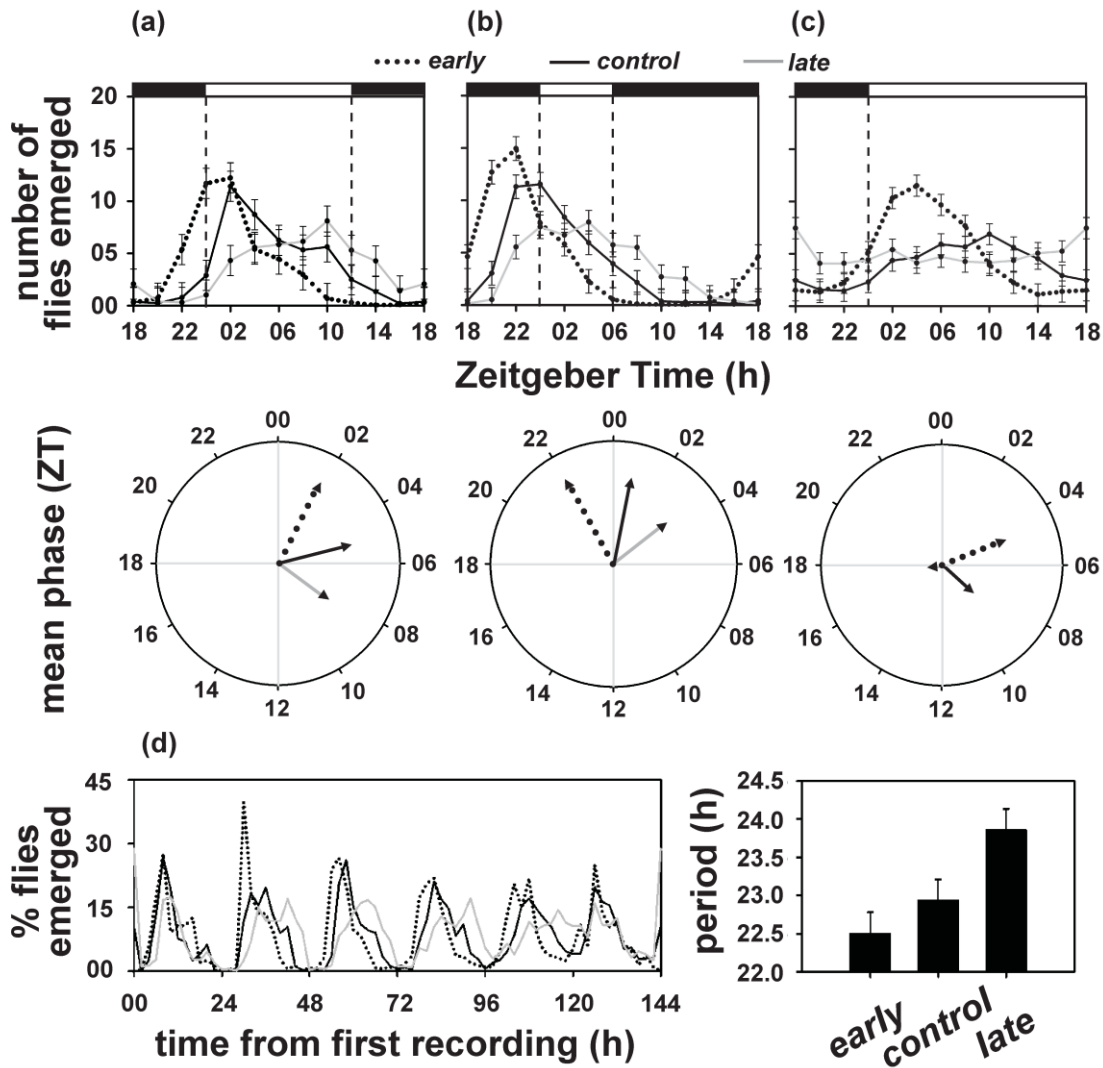 (a) (b) (c)
early control late
number of
flies emerged
20
15
10
05
00
18 22 02 06 10 14 18
22 02 06 10 14 18
22 02 06 10 14 18
Zeitgeber Time (h)
mean phase (ZT)
00
22 02
20 04
18 06
16 08
14 10
12
00
22 02
20 04
18 06
16 08
14 10
12
00
22 02
20 04
18 06
16 08
14 10
12
(d)
% flies
emerged
45
30
15
00
00 24 48 72 96 120 144
time from first recording (h)
period (h)
24.5
24.0
23.5
23.0
22.5
22.0
early
control
late